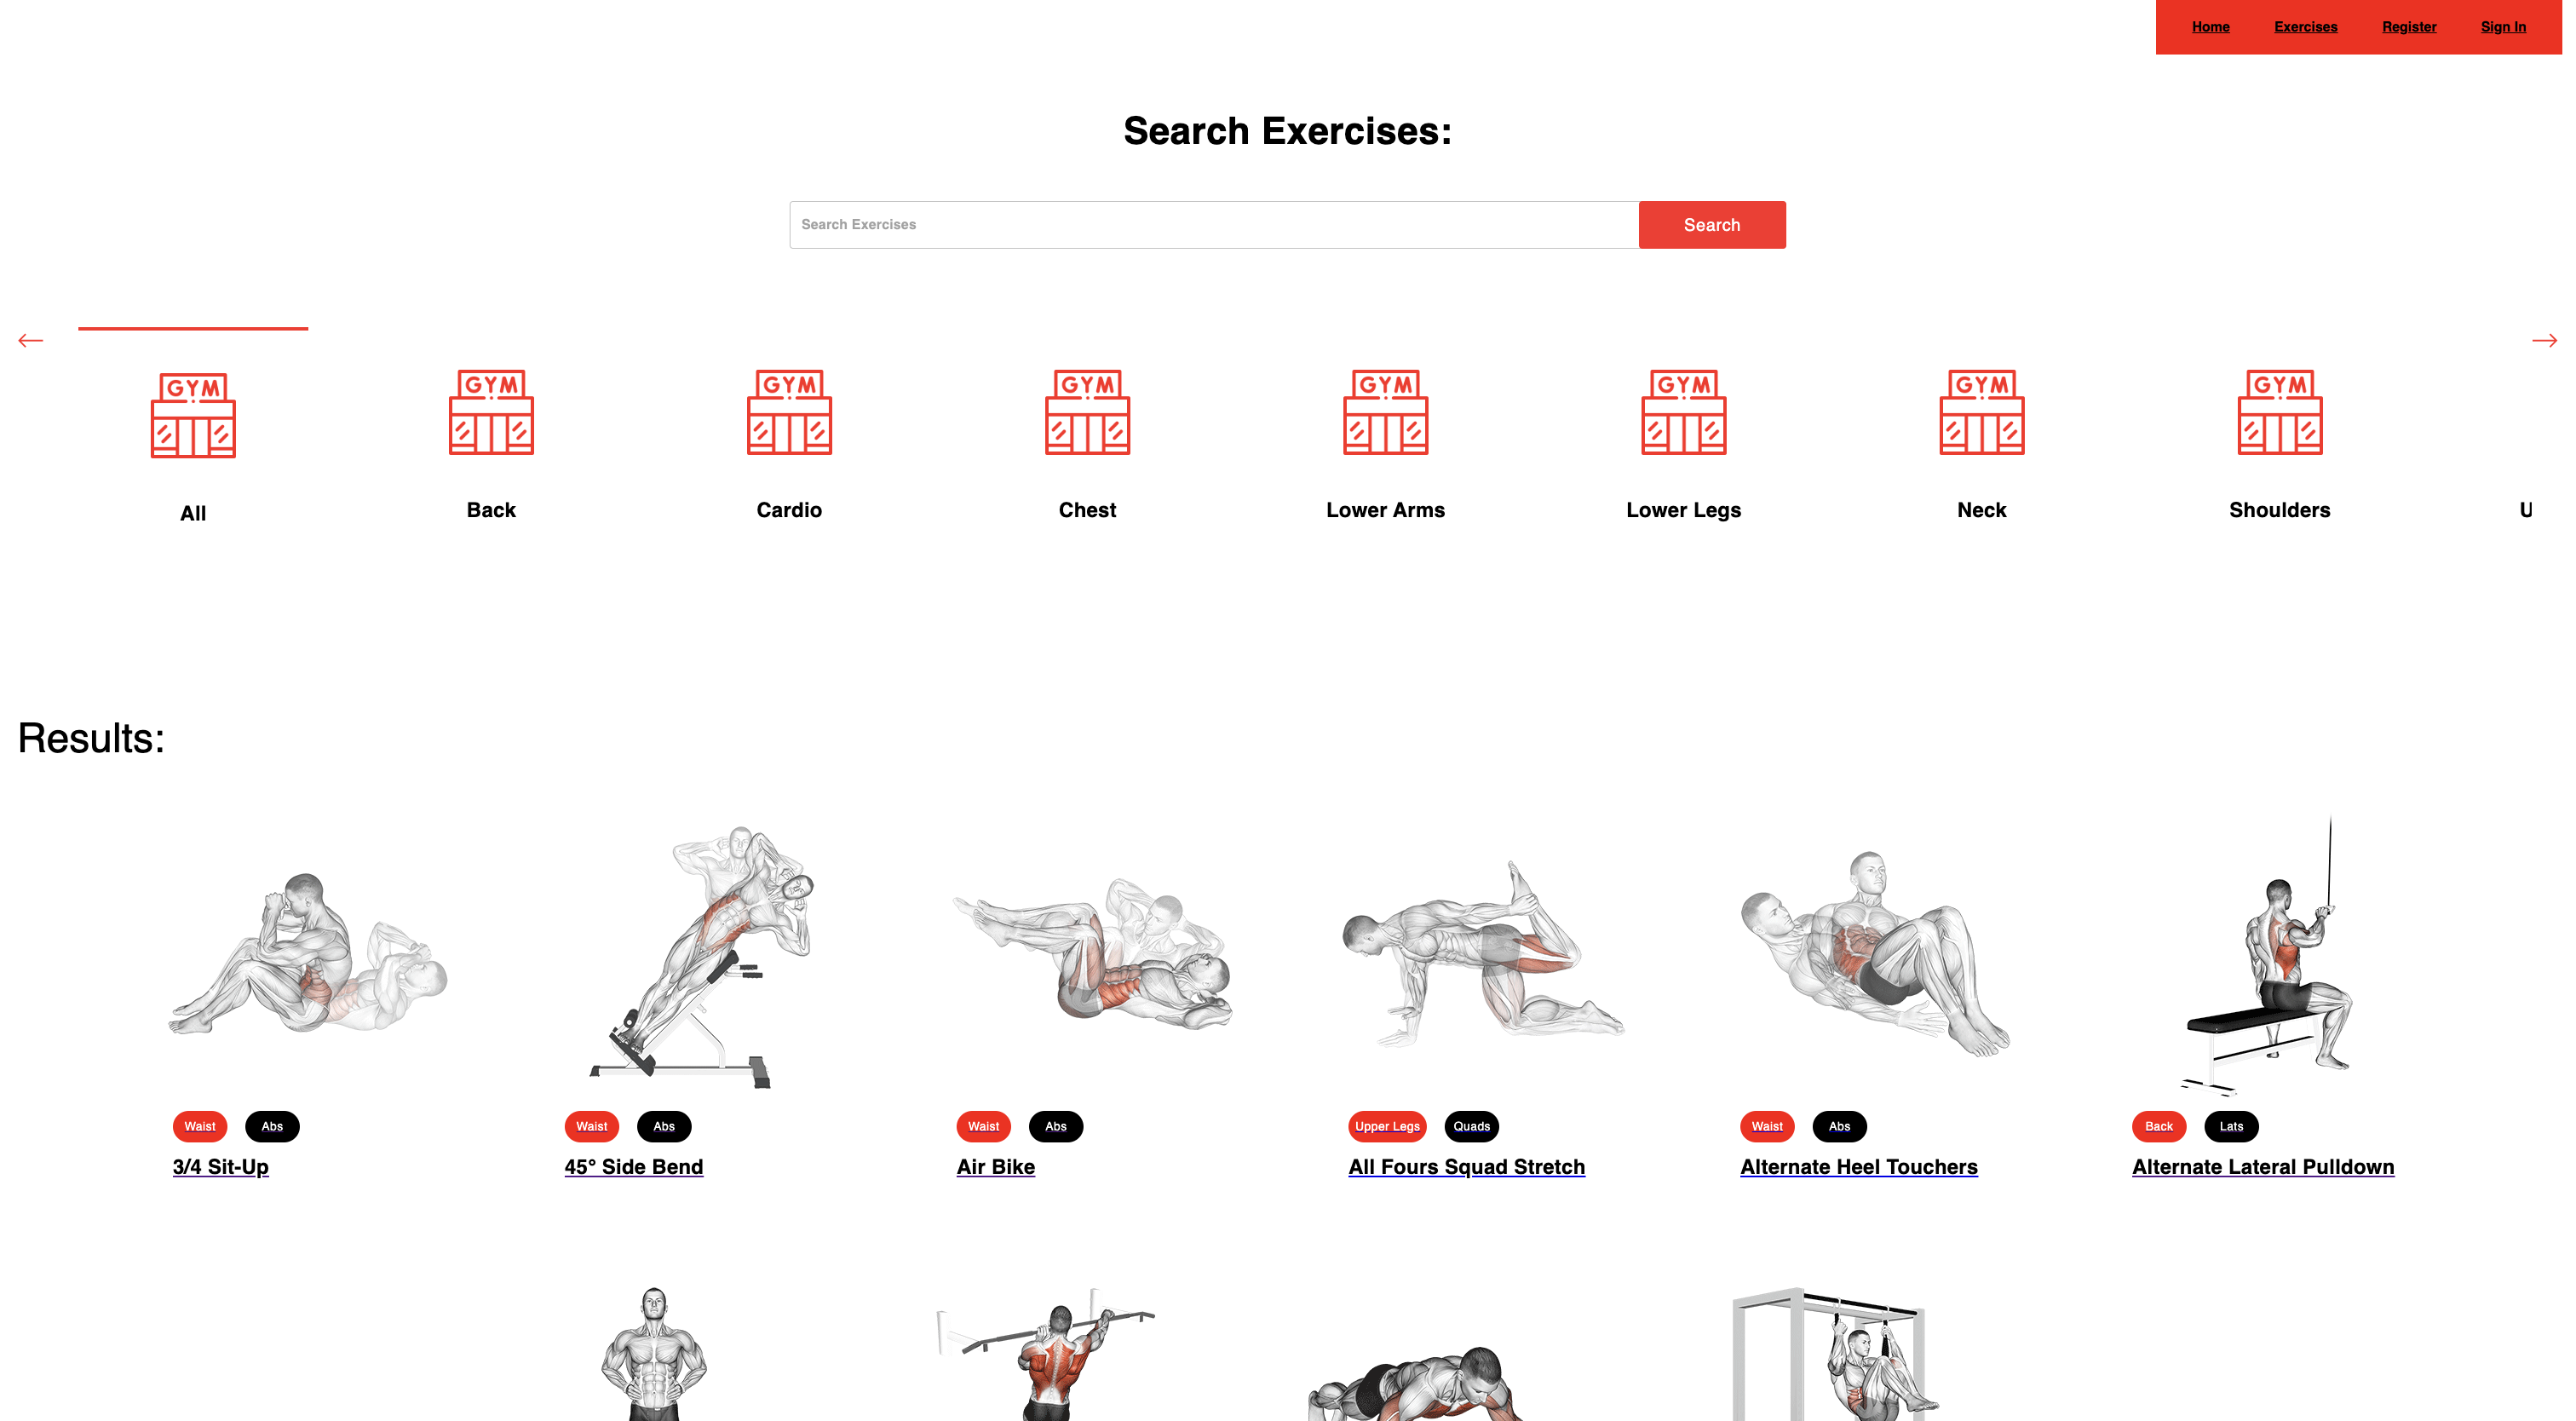 Home Exercises Register Sign In
Search Exercises:
Search Exercises Search
GYM GYM GYM GYM GYM GYM GYM GYM
All Back Cardio Chest Lower Arms Lower Legs Neck Shoulders U
Results:
Waist Abs Waist Abs Waist Abs Upper Legs Quads Waist Abs Back Lats
3/4 Sit-Up 45° Side Bend Air Bike All Fours Squad Stretch Alternate Heel Touchers Alternate Lateral Pulldown